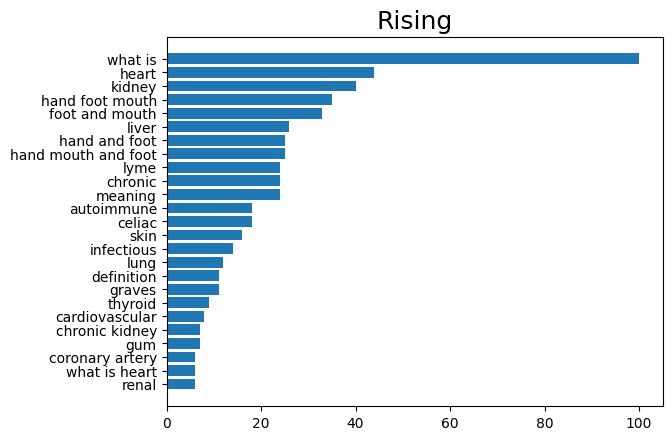 Rising
what is
heart
kidney
hand foot mouth
foot and mouth
liver
hand and foot
hand mouth and foot
lyme
chronic
meaning
autoimmune
celiac
skin
infectious
lung
definition
graves
thyroid
cardiovascular
chronic kidney
gum
coronary artery
what is heart
renal
0 20 40 60 80 100